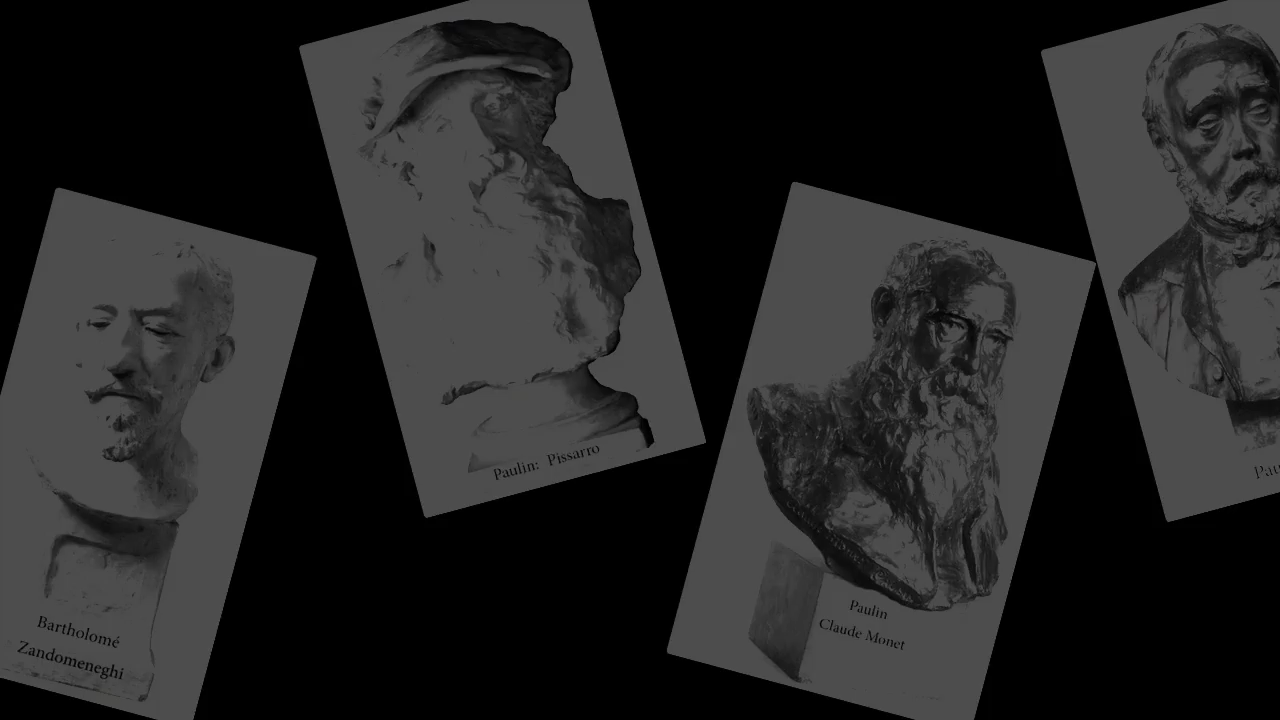 Bartholomé
Zandomeneghi
Paulin: Pissarro
Paulin
Claude Monet